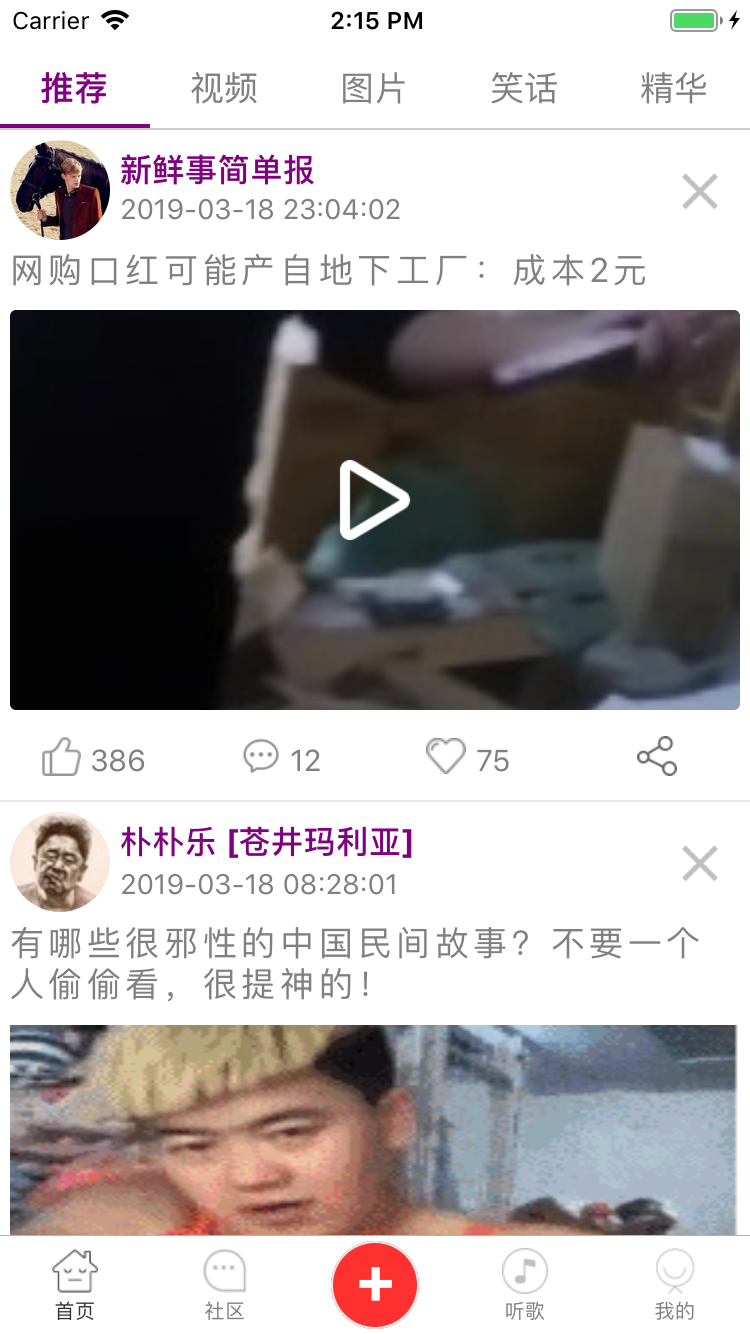 Carrier 2:15 PM
推荐 视频 图片 笑话 精华
新鲜事简单报
2019-03-18 23:04:02
网购口红可能产自地下工厂：成本2元
386 12 75
朴朴乐 [苍井玛利亚]
2019-03-18 08:28:01
有哪些很邪性的中国民间故事？不要一个
人偷偷看，很提神的！
首页 社区 听歌 我的